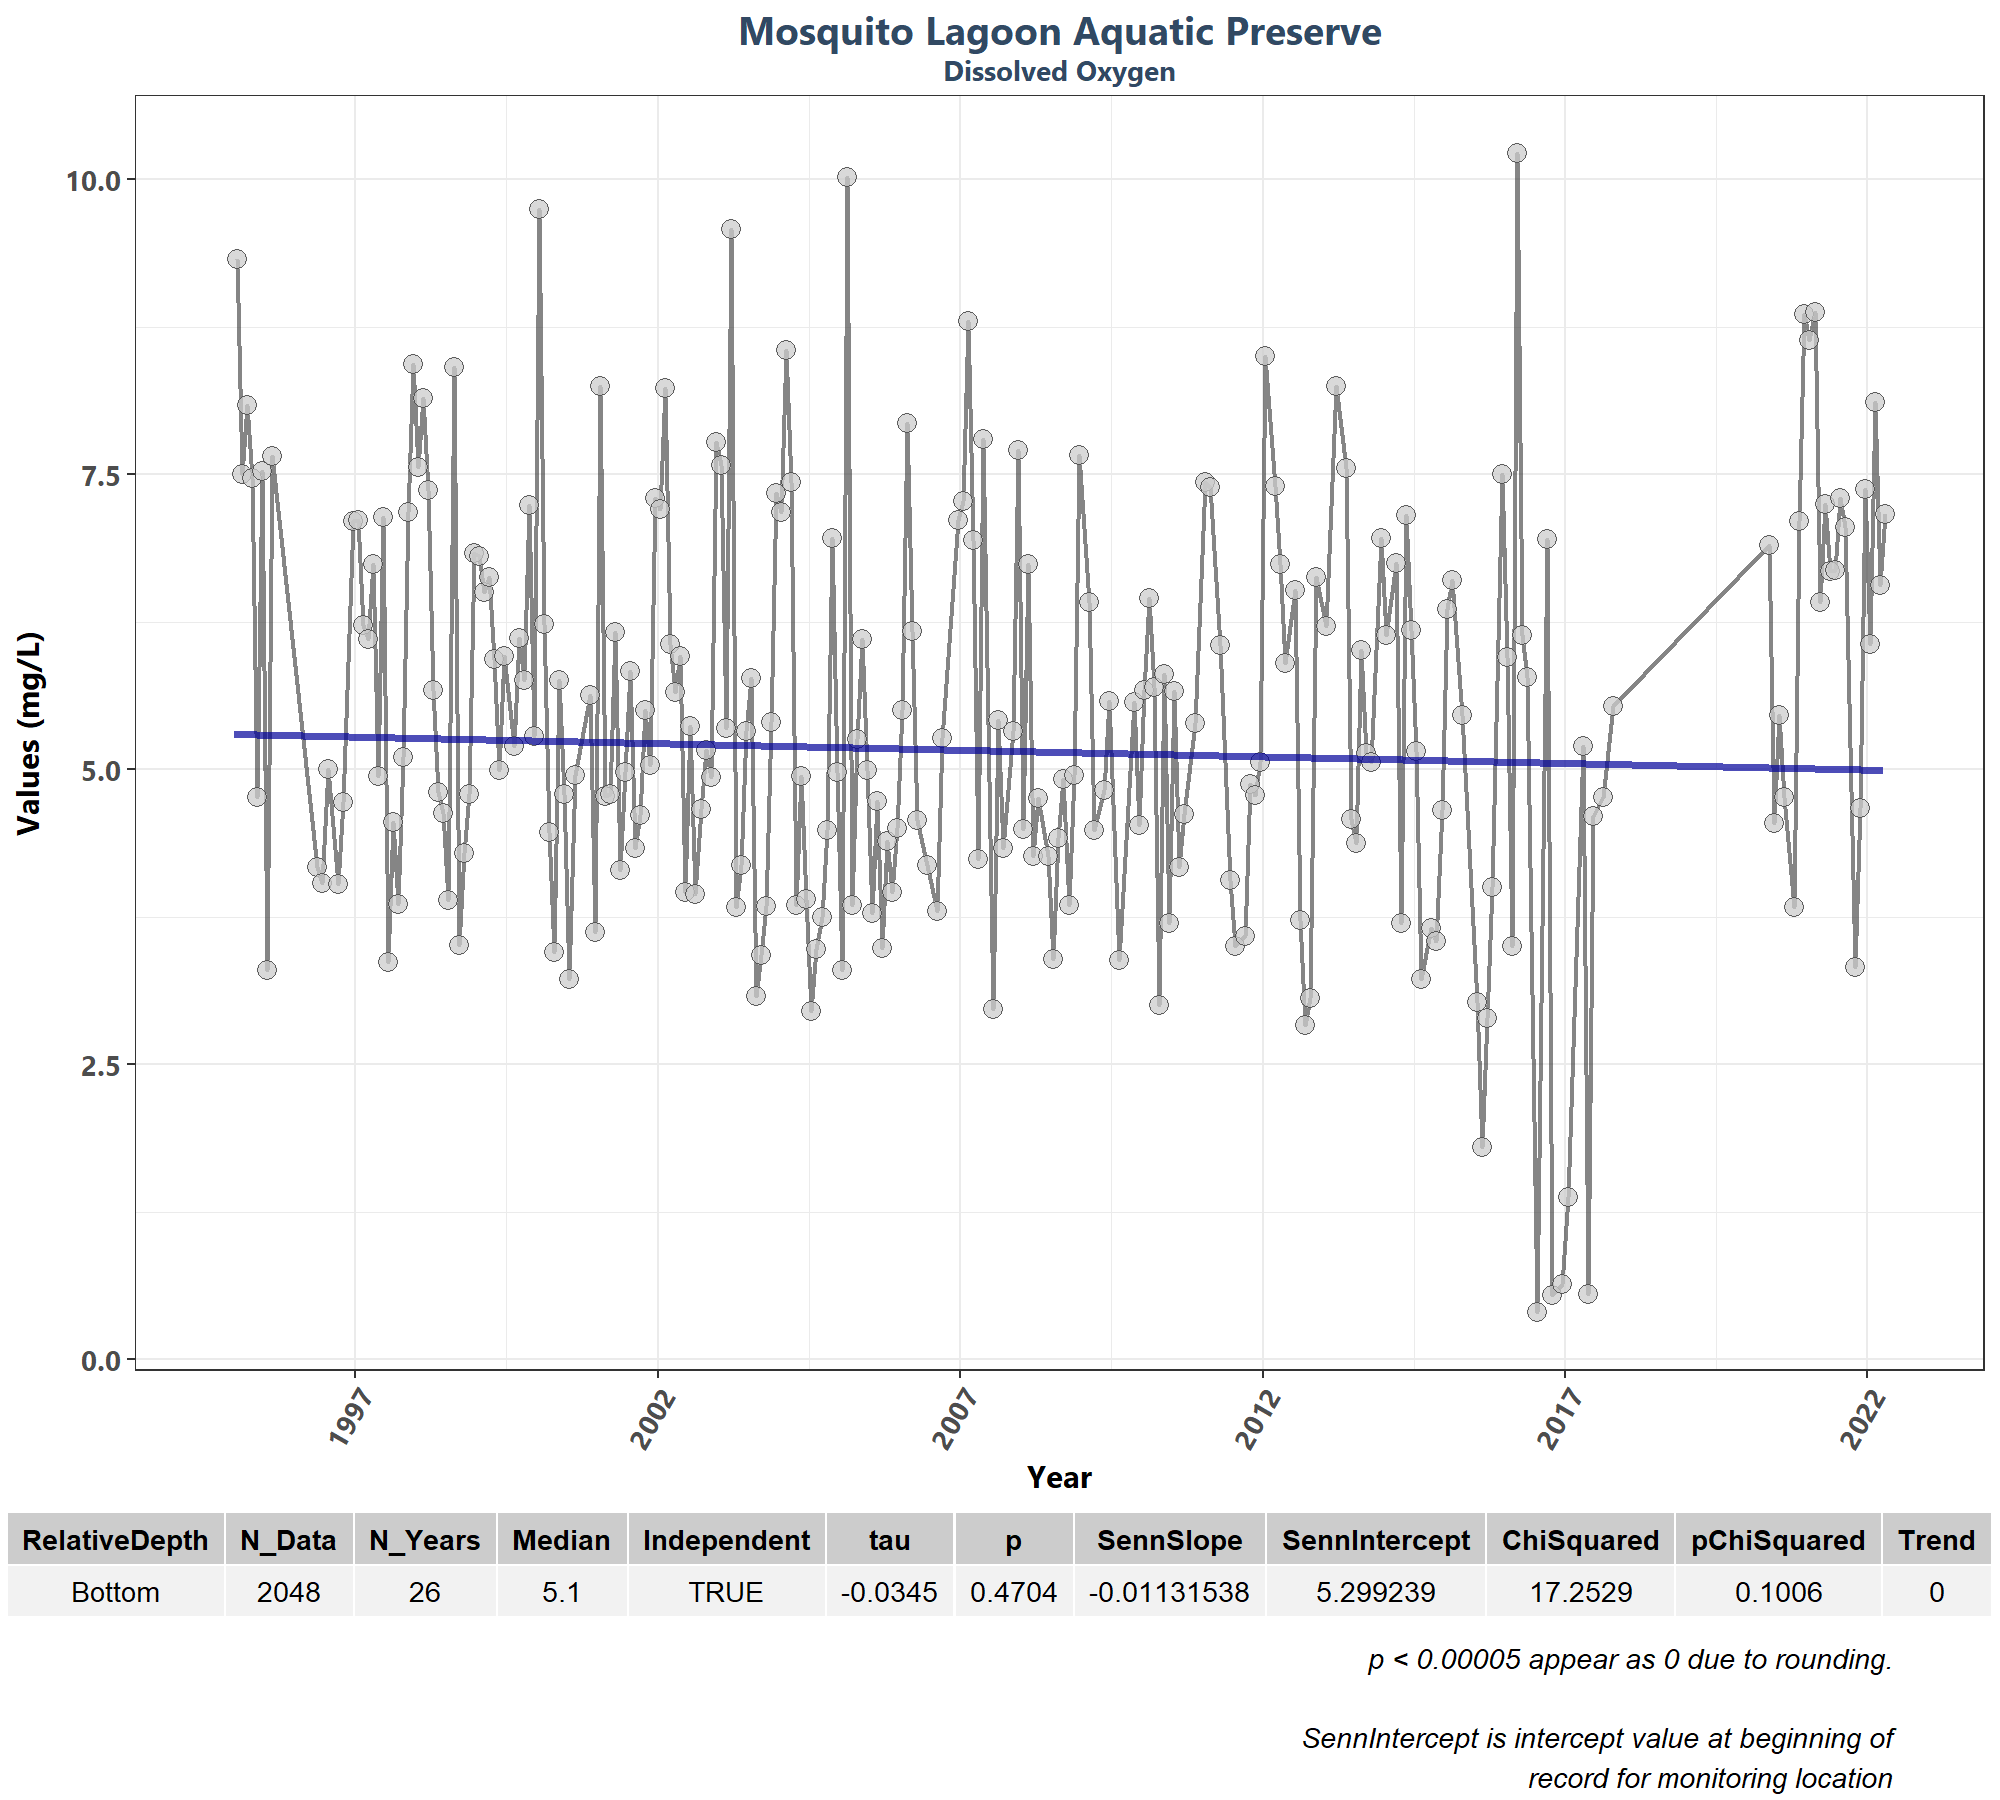 Mosquito Lagoon Aquatic Preserve
Dissolved Oxygen
Values (mg/L)
10.0
7.5
5.0
2.5
0.0
1997 2002 2007 2012 2017 2022
Year
RelativeDepth N_Data N_Years Median Independent tau p SennSlope SennIntercept ChiSquared pChiSquared Trend
Bottom 2048 26 5.1 TRUE -0.0345 0.4704 -0.01131538 5.299239 17.2529 0.1006 0
p < 0.00005 appear as 0 due to rounding.
SennIntercept is intercept value at beginning of
record for monitoring location